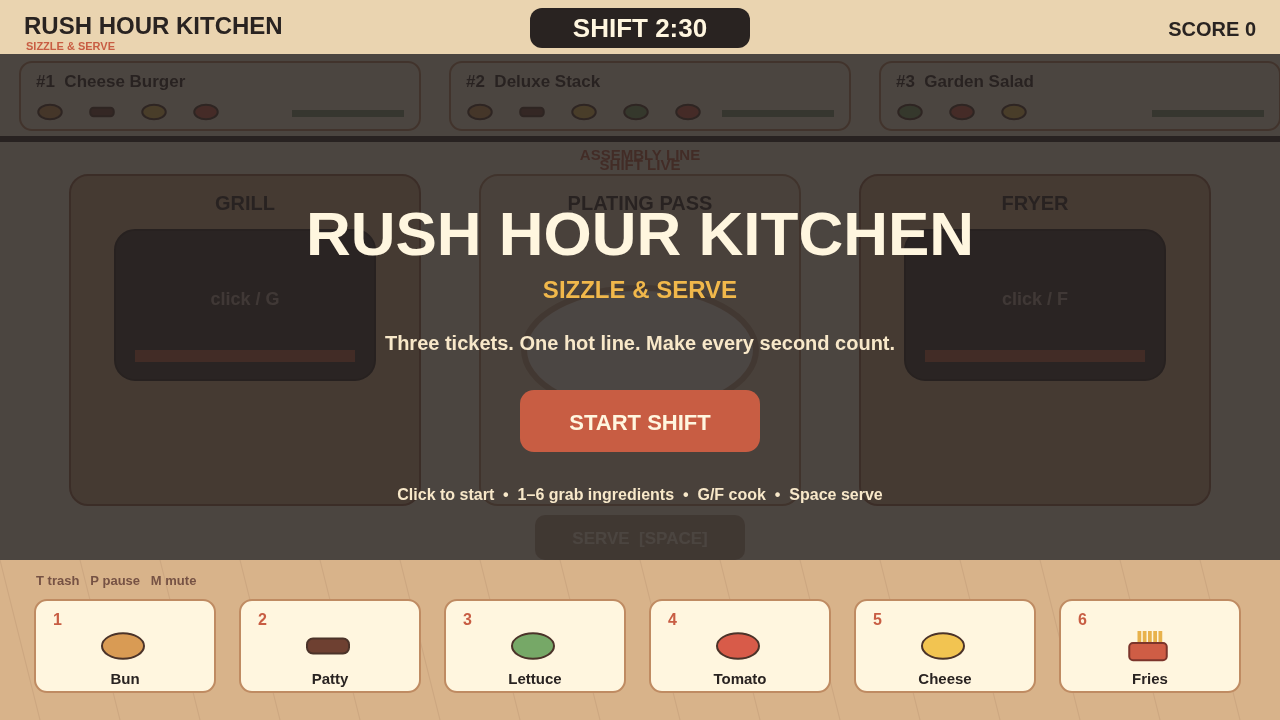 RUSH HOUR KITCHEN
SIZZLE & SERVE
SHIFT 2:30
SCORE 0
#1 Cheese Burger
#2 Deluxe Stack
#3 Garden Salad
ASSEMBLY LINE
SHIFT LIVE
GRILL
PLATING PASS
FRYER
RUSH HOUR KITCHEN
click / G
click / F
SIZZLE & SERVE
Three tickets. One hot line. Make every second count.
START SHIFT
Click to start • 1–6 grab ingredients • G/F cook • Space serve
SERVE [SPACE]
T trash P pause M mute
1
2
3
4
5
6
Bun
Patty
Lettuce
Tomato
Cheese
Fries